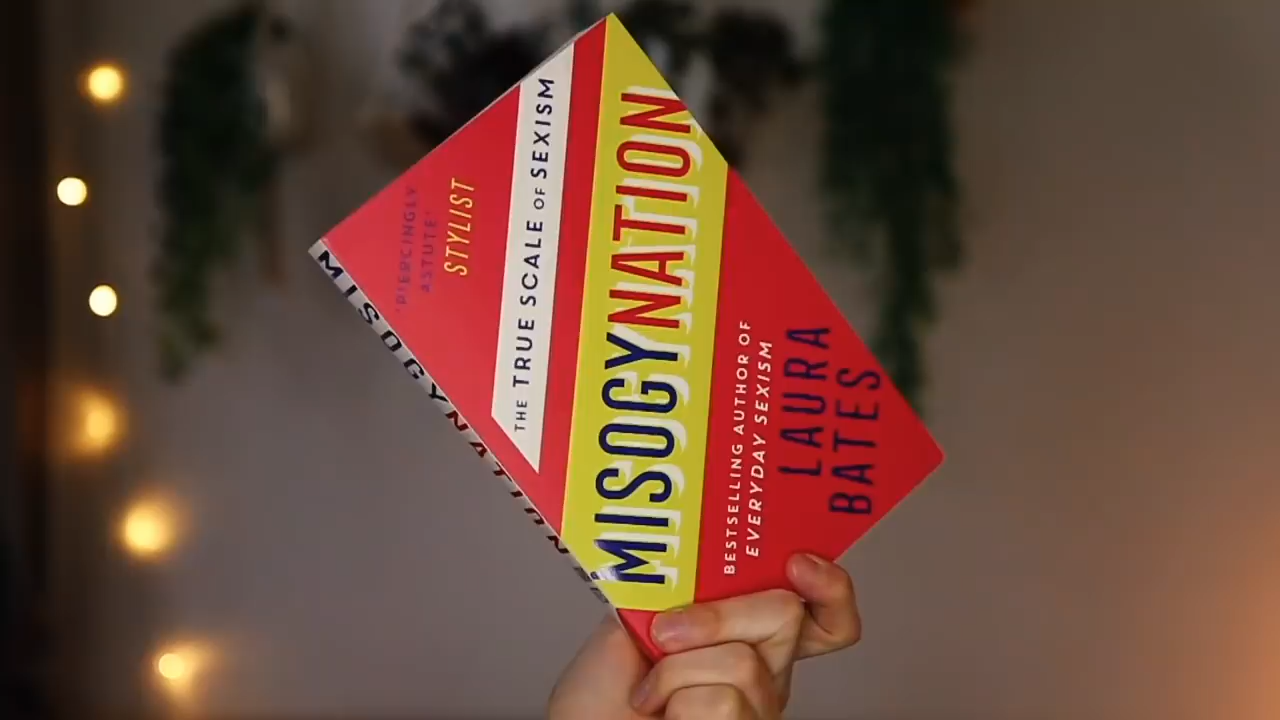 'PIERCINGLY
ASTUTE'
STYLIST
THE TRUE SCALE OF SEXISM
MISOGYNATION
BESTSELLING AUTHOR OF
EVERYDAY SEXISM
LAURA
BATES
MISOGYNATION